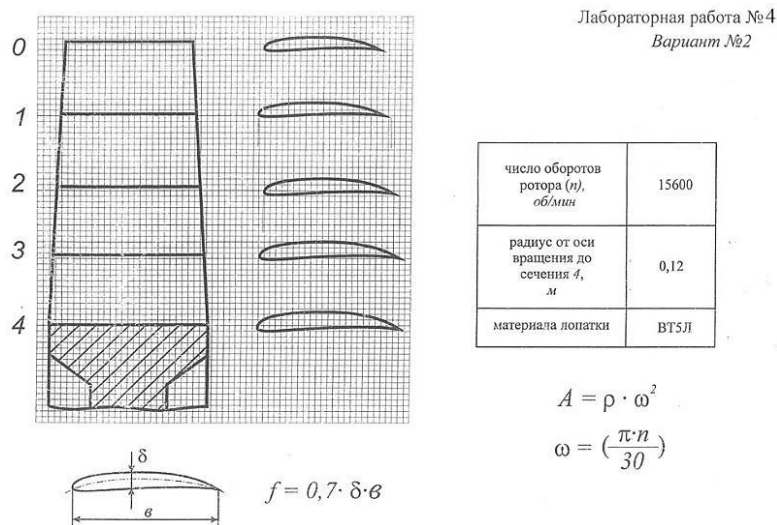 Лабораторная работа №4
Вариант №2
0
1
2
3
4
число оборотов
ротора (n),
об/мин
15600
радиус от оси
вращения до
сечения 4,
м
0,12
материала лопатки
ВТ5Л
A = ρ · ω²
ω = (π·n/30)
δ
в
f = 0,7· δ·в